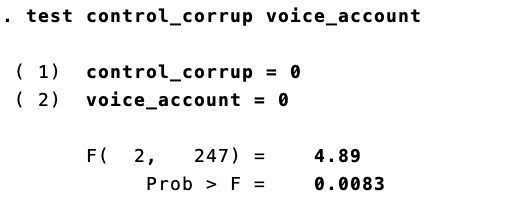 . test control_corrup voice_account
( 1) control_corrup = 0
( 2) voice_account = 0
F( 2, 247) = 4.89
Prob > F = 0.0083